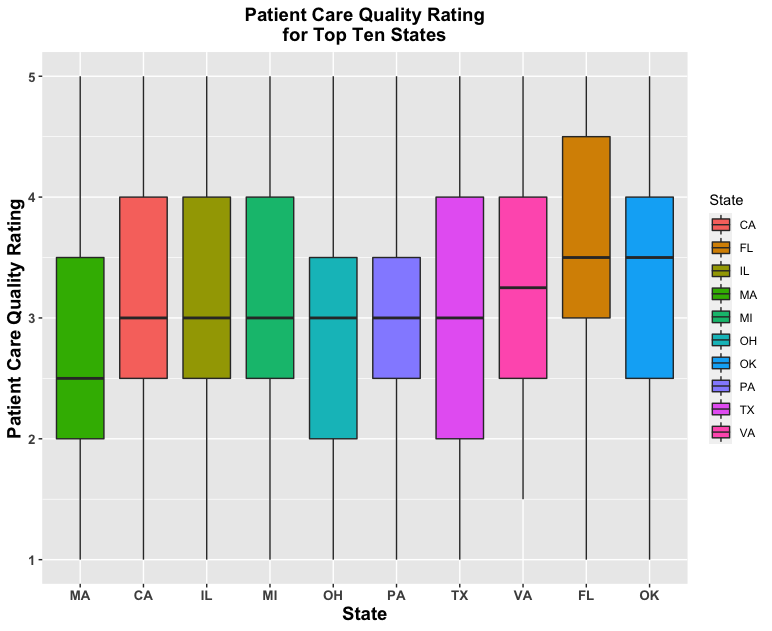 Patient Care Quality Rating
for Top Ten States
Patient Care Quality Rating
5
4
3
2
1
MA CA IL MI OH PA TX VA FL OK
State
State
CA
FL
IL
MA
MI
OH
OK
PA
TX
VA